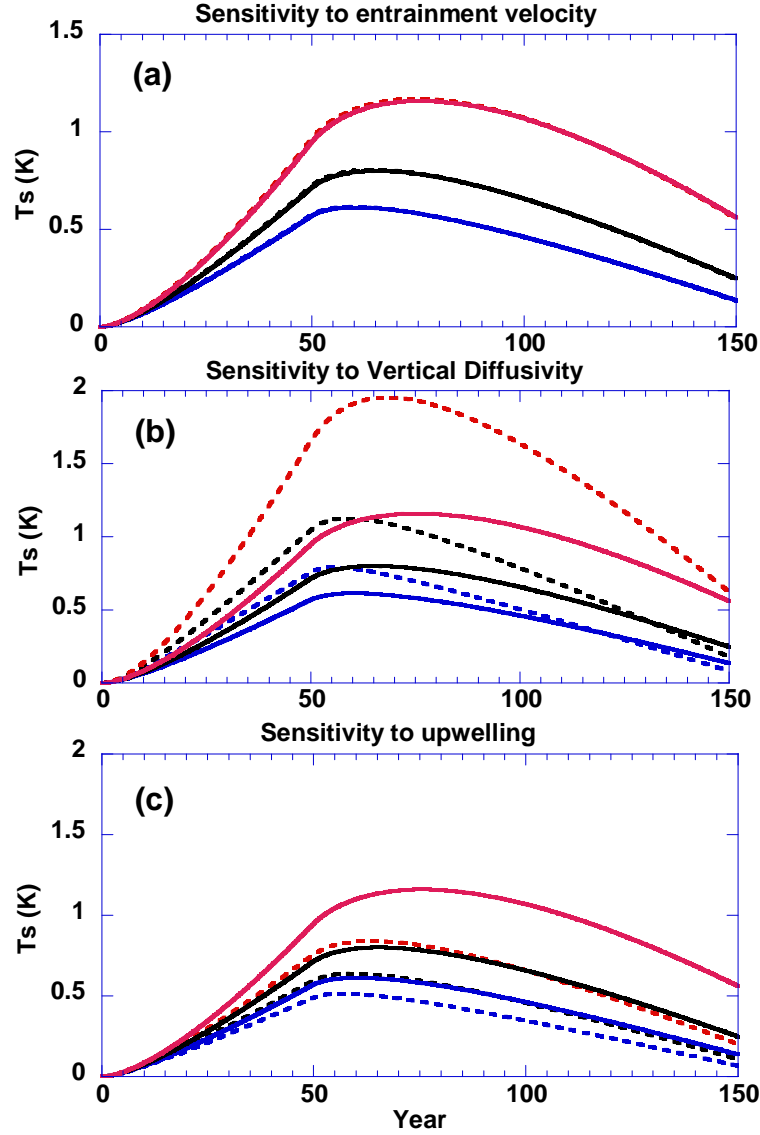 Sensitivity to entrainment velocity
1.5
(a)
1
Ts (K)
0.5
0
0 50 100 150
Sensitivity to Vertical Diffusivity
2
(b)
1.5
1
Ts (K)
0.5
0
0 50 100 150
Sensitivity to upwelling
2
(c)
1.5
1
Ts (K)
0.5
0
0 50 100 150
Year